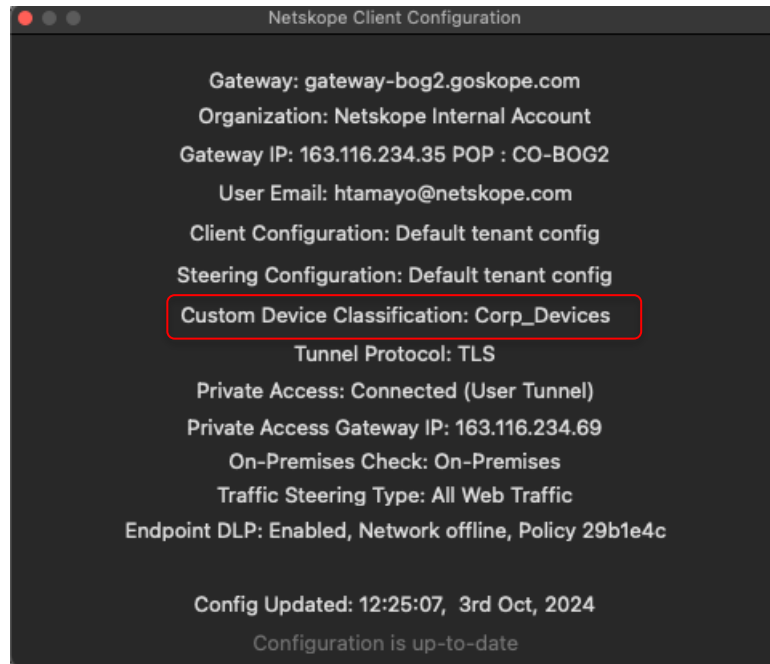 Netskope Client Configuration
Gateway: gateway-bog2.goskope.com
Organization: Netskope Internal Account
Gateway IP: 163.116.234.35 POP : CO-BOG2
User Email: htamayo@netskope.com
Client Configuration: Default tenant config
Steering Configuration: Default tenant config
Custom Device Classification: Corp_Devices
Tunnel Protocol: TLS
Private Access: Connected (User Tunnel)
Private Access Gateway IP: 163.116.234.69
On-Premises Check: On-Premises
Traffic Steering Type: All Web Traffic
Endpoint DLP: Enabled, Network offline, Policy 29b1e4c
Config Updated: 12:25:07, 3rd Oct, 2024
Configuration is up-to-date